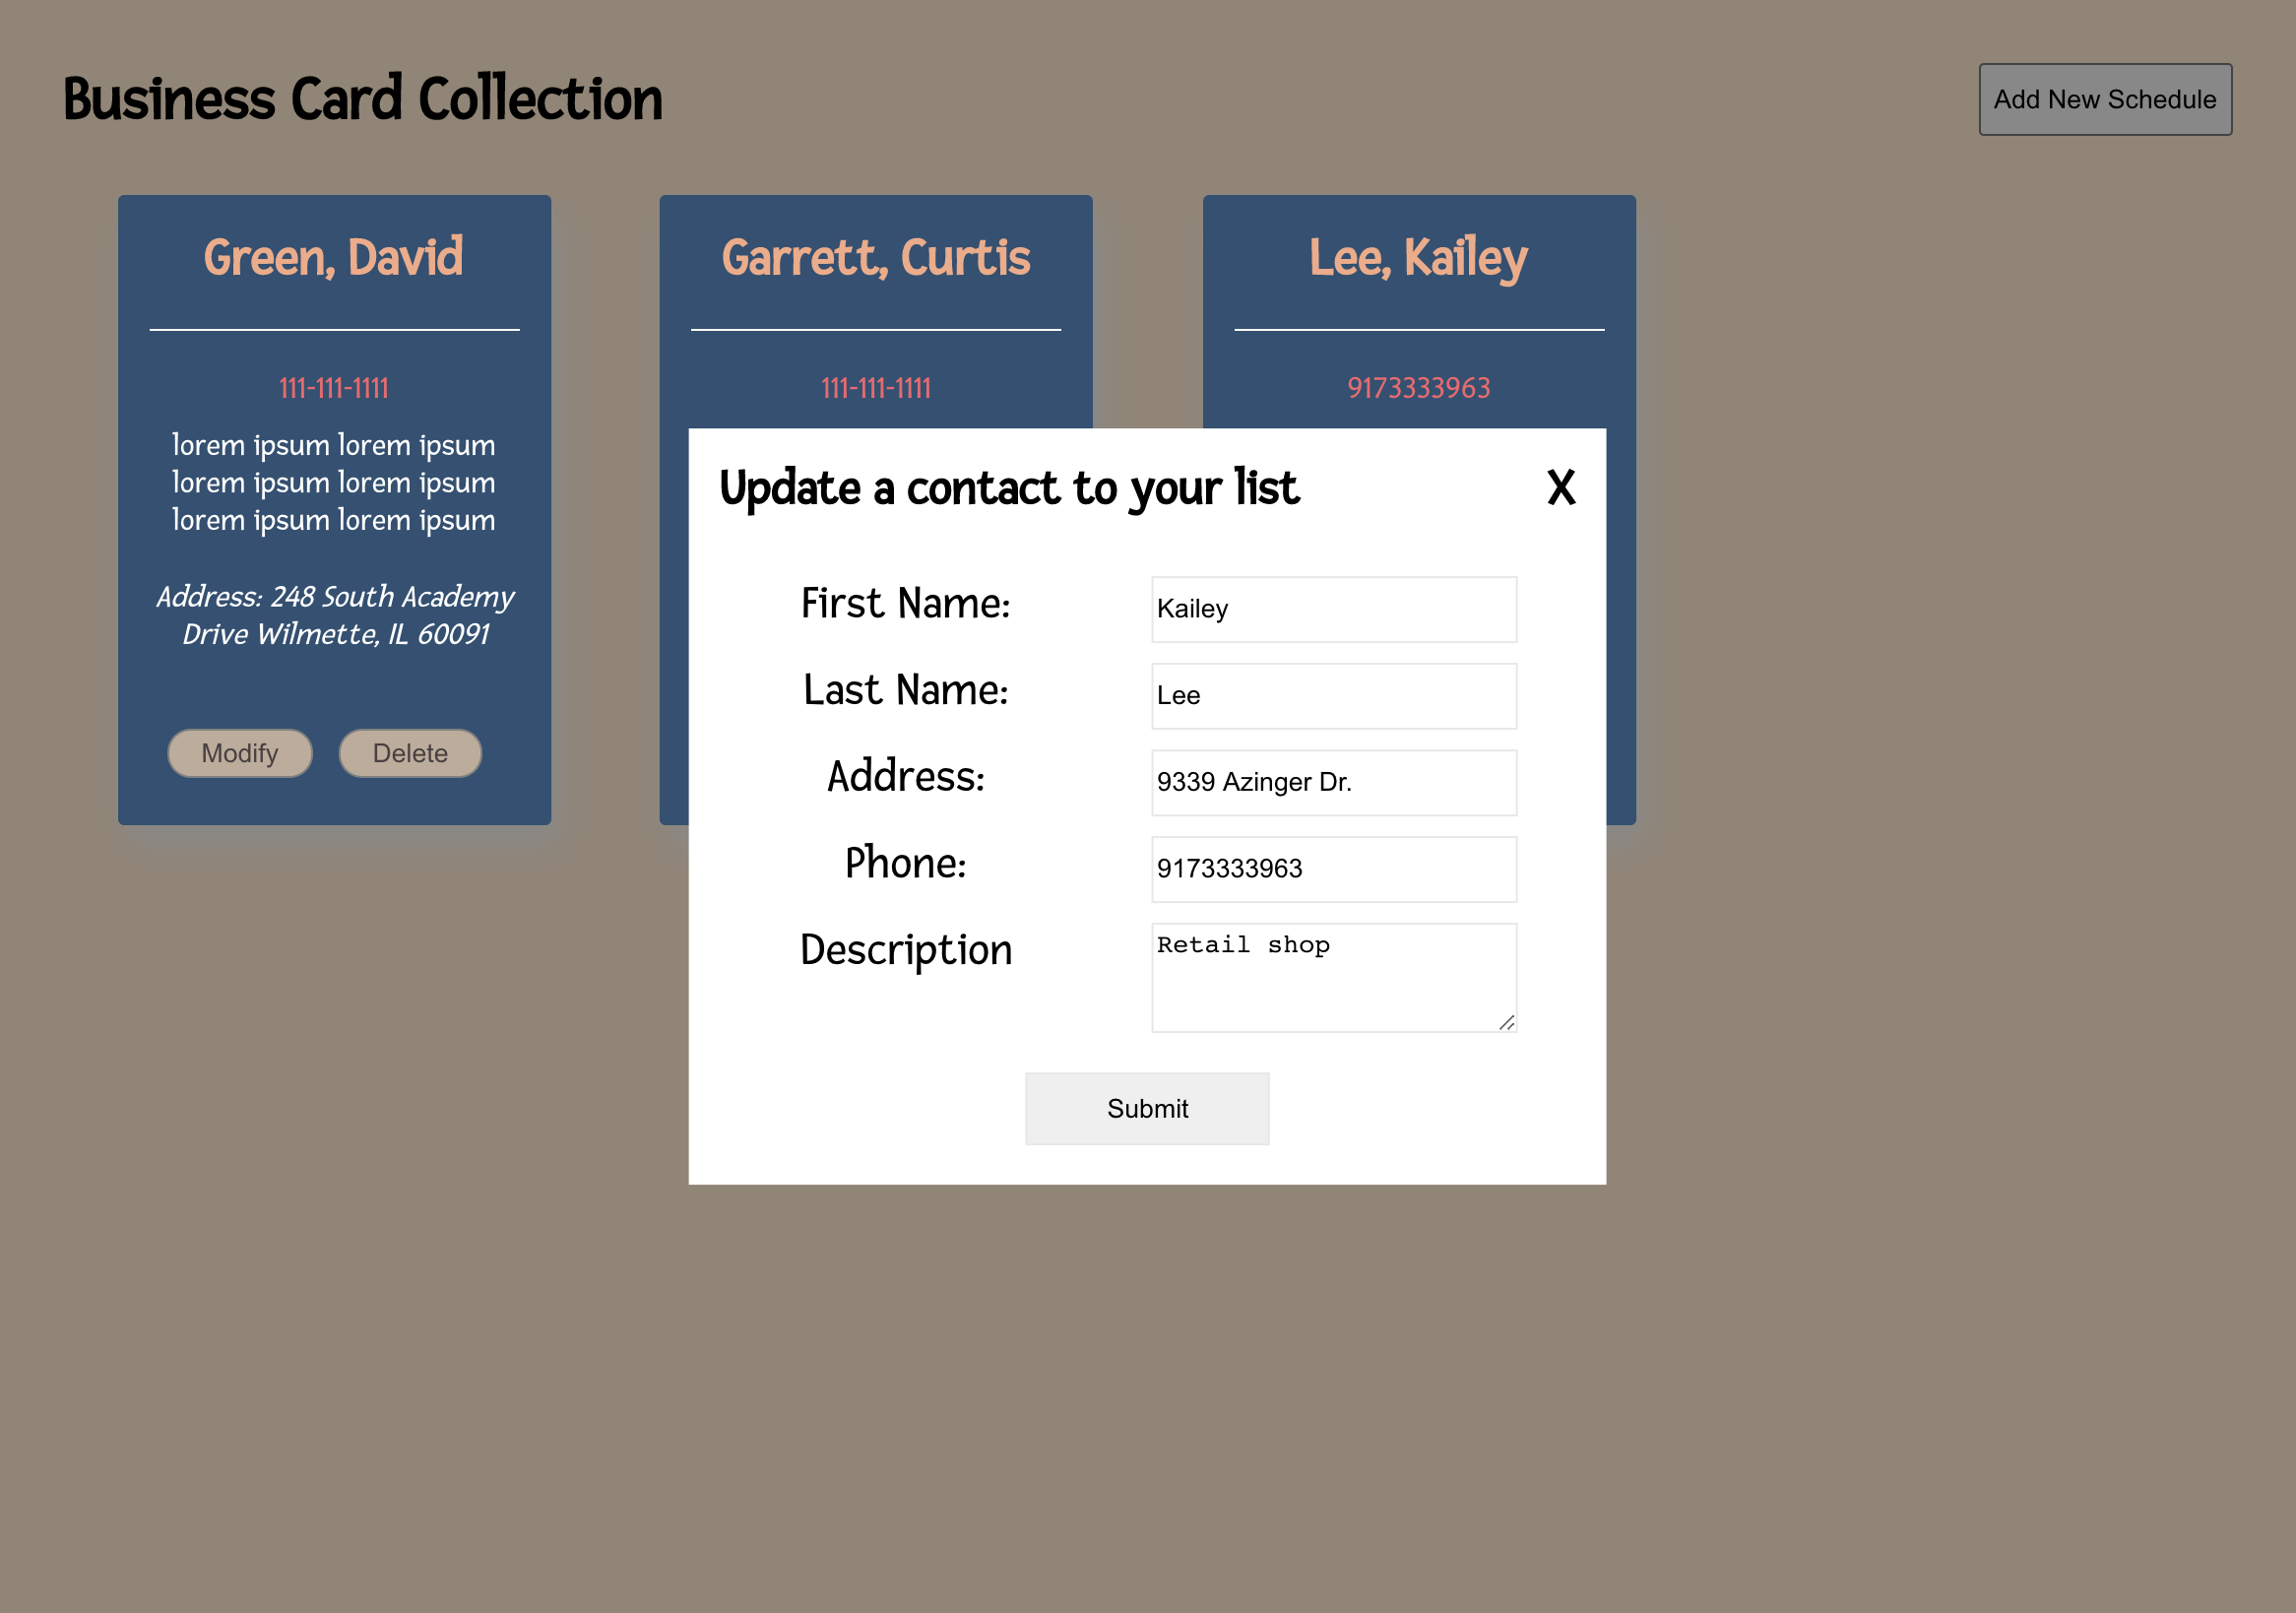 Business Card Collection
Add New Schedule
Green, David
111-111-1111
lorem ipsum lorem ipsum
lorem ipsum lorem ipsum
lorem ipsum lorem ipsum
Address: 248 South Academy
Drive Wilmette, IL 60091
Modify
Delete
Garrett, Curtis
111-111-1111
Lee, Kailey
9173333963
Update a contact to your list
X
First Name:
Kailey
Last Name:
Lee
Address:
9339 Azinger Dr.
Phone:
9173333963
Description
Retail shop
Submit